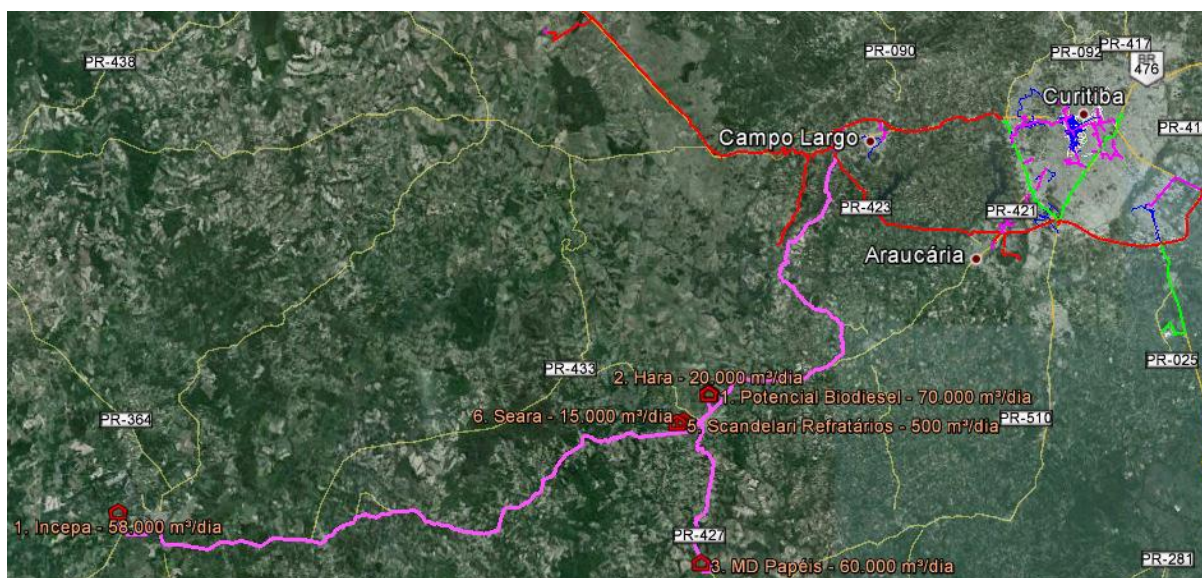 PR-438
PR-090
PR-092
PR-417
BR
476
Curitiba
PR-41
Campo Largo
PR-423
PR-421
Araucária
PR-433
PR-025
2. Hara - 20.000 m³/dia
1. Potencial Biodiesel - 70.000 m³/dia
6. Seara - 15.000 m³/dia
5. Scandelari Refratários - 500 m³/dia
PR-364
PR-510
1. Incepa - 58.000 m³/dia
PR-427
3. MD Papéis - 60.000 m³/dia
PR-281